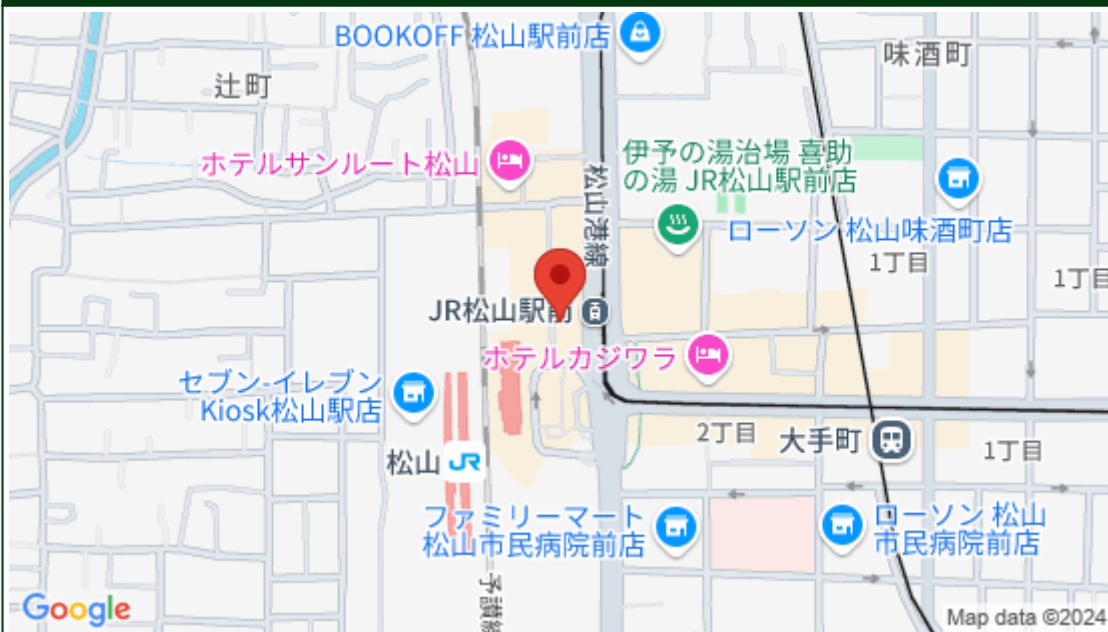 BOOKOFF 松山駅前店
味酒町
辻町
ホテルサンルート松山
伊予の湯治場 喜助
の湯 JR松山駅前店
松山港線
ローソン 松山味酒町店
1丁目
1丁目
JR松山駅前
ホテルカジワラ
セブン-イレブン
Kiosk松山駅店
2丁目
大手町
1丁目
松山 JR
ファミリーマート
松山市民病院前店
ローソン 松山
市民病院前店
予讃線
Google
Map data ©2024